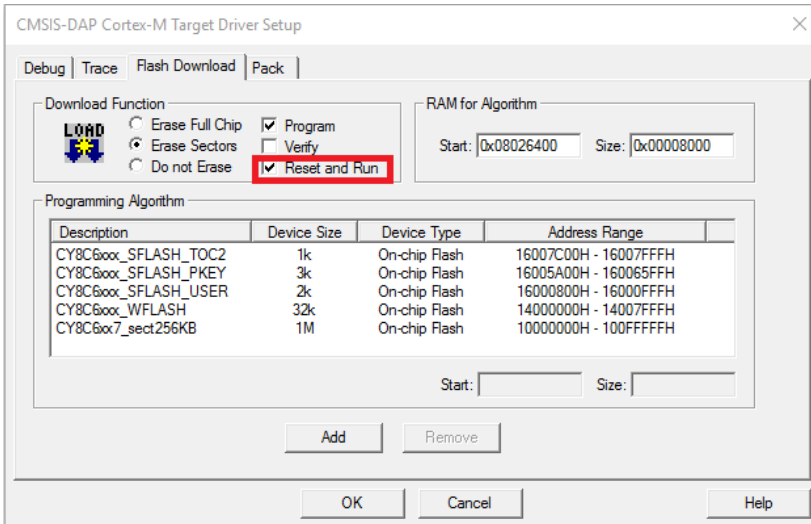 CMSIS-DAP Cortex-M Target Driver Setup
Debug Trace Flash Download Pack
Download Function
LOAD
Erase Full Chip
Erase Sectors
Do not Erase
Program
Verify
Reset and Run
RAM for Algorithm
Start: 0x08026400 Size: 0x00008000
Programming Algorithm
Description Device Size Device Type Address Range
CY8C6xxx_SFLASH_TOC2 1k On-chip Flash 16007C00H - 16007FFFH
CY8C6xxx_SFLASH_PKEY 3k On-chip Flash 16005A00H - 160065FFH
CY8C6xxx_SFLASH_USER 2k On-chip Flash 16000800H - 16000FFFH
CY8C6xxx_WFLASH 32k On-chip Flash 14000000H - 14007FFFH
CY8C6xx7_sect256KB 1M On-chip Flash 10000000H - 100FFFFFH
Start: Size:
Add Remove
OK Cancel Help